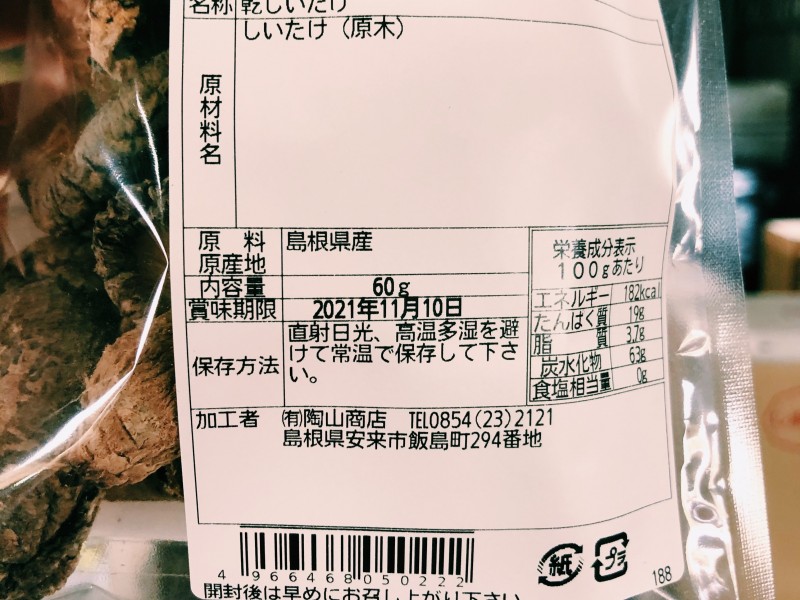 名称 乾しいたけ
原材料名 しいたけ（原木）
原料原産地 島根県産
内容量 60g
賞味期限 2021年11月10日
保存方法 直射日光、高温多湿を避
けて常温で保存して下さ
い。
栄養成分表示
100gあたり
エネルギー 182kcal
たんぱく質 19g
脂質 3.7g
炭水化物 63g
食塩相当量 0g
加工者 ㈲陶山商店 TEL0854(23)2121
島根県安来市飯島町294番地
4966468050222
紙 プラ
188
開封後は早めにお召し上がり下さい